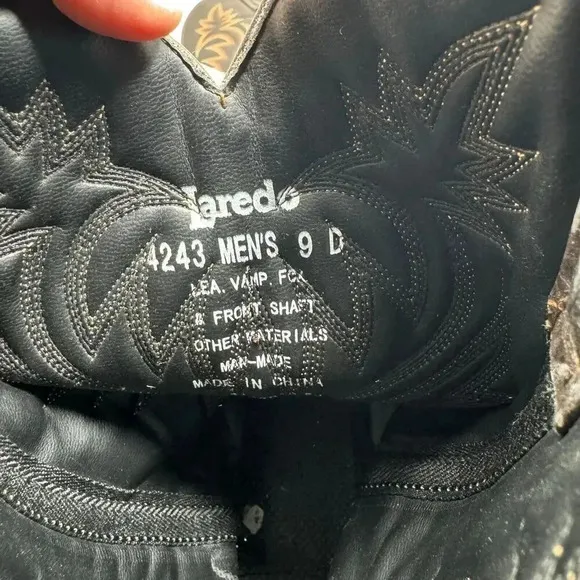 Laredo
4243 MEN'S 9 D
LEA. VAMP. FOX
& FRONT SHAFT
OTHER MATERIALS
MAN-MADE
MADE IN CHINA